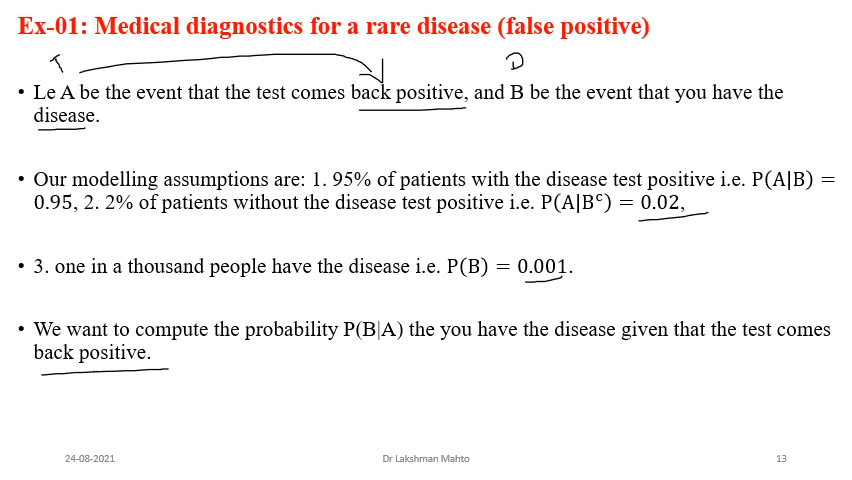 Ex-01: Medical diagnostics for a rare disease (false positive)
T
D
• Le A be the event that the test comes back positive, and B be the event that you have the
disease.
• Our modelling assumptions are: 1. 95% of patients with the disease test positive i.e. P(A|B) =
0.95, 2. 2% of patients without the disease test positive i.e. P(A|Bᶜ) = 0.02,
• 3. one in a thousand people have the disease i.e. P(B) = 0.001.
• We want to compute the probability P(B|A) the you have the disease given that the test comes
back positive.
24-08-2021
Dr Lakshman Mahto
13